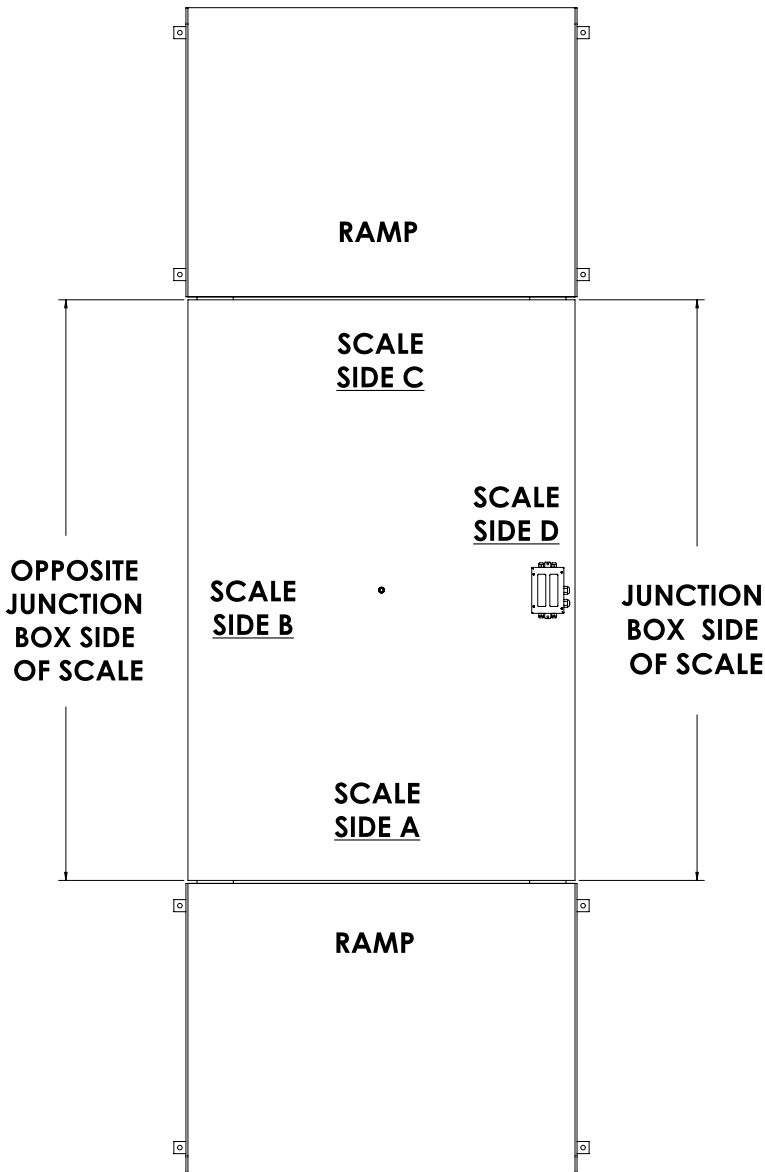 RAMP
SCALE
SIDE C
SCALE
SIDE D
OPPOSITE
JUNCTION
BOX SIDE
OF SCALE
SCALE
SIDE B
JUNCTION
BOX SIDE
OF SCALE
SCALE
SIDE A
RAMP